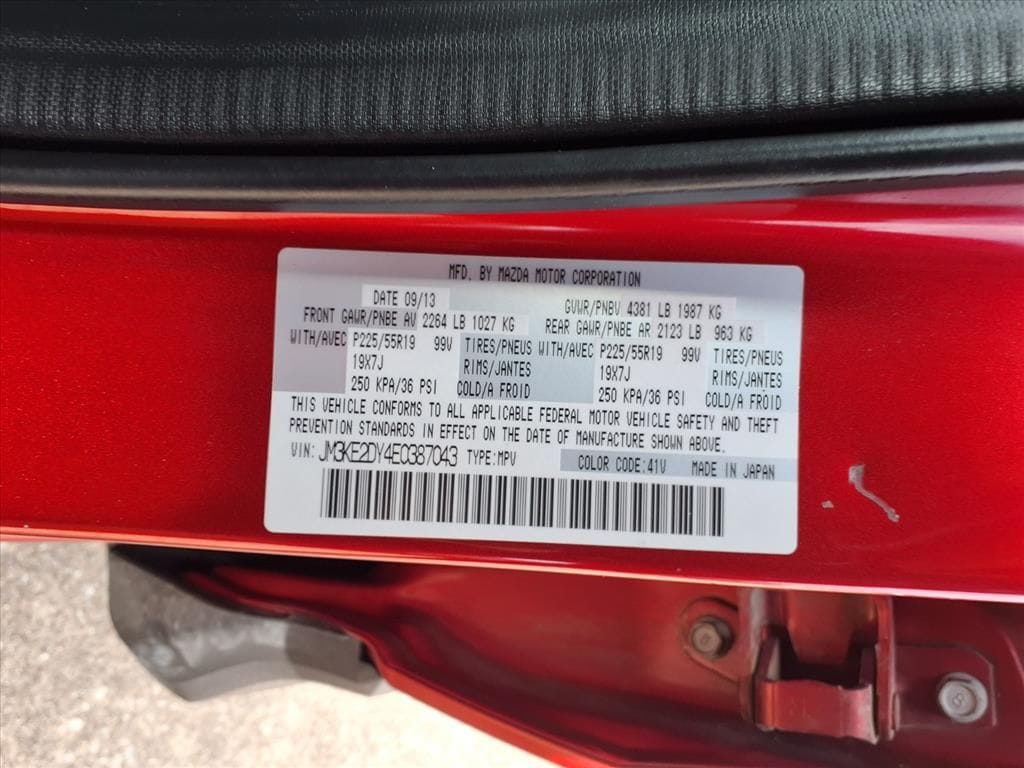 MFD. BY MAZDA MOTOR CORPORATION
DATE 09/13 GVWR/PNBV 4381 LB 1987 KG
FRONT GAWR/PNBE AV 2264 LB 1027 KG REAR GAWR/PNBE AR 2123 LB 963 KG
WITH/AVEC P225/55R19 99V TIRES/PNEUS WITH/AVEC P225/55R19 99V TIRES/PNEUS
19X7J RIMS/JANTES 19X7J RIMS/JANTES
250 KPA/36 PSI COLD/A FROID 250 KPA/36 PSI COLD/A FROID
THIS VEHICLE CONFORMS TO ALL APPLICABLE FEDERAL MOTOR VEHICLE SAFETY AND THEFT
PREVENTION STANDARDS IN EFFECT ON THE DATE OF MANUFACTURE SHOWN ABOVE.
VIN: JM3KE2DY4E0387043 TYPE:MPV COLOR CODE:41V MADE IN JAPAN
8